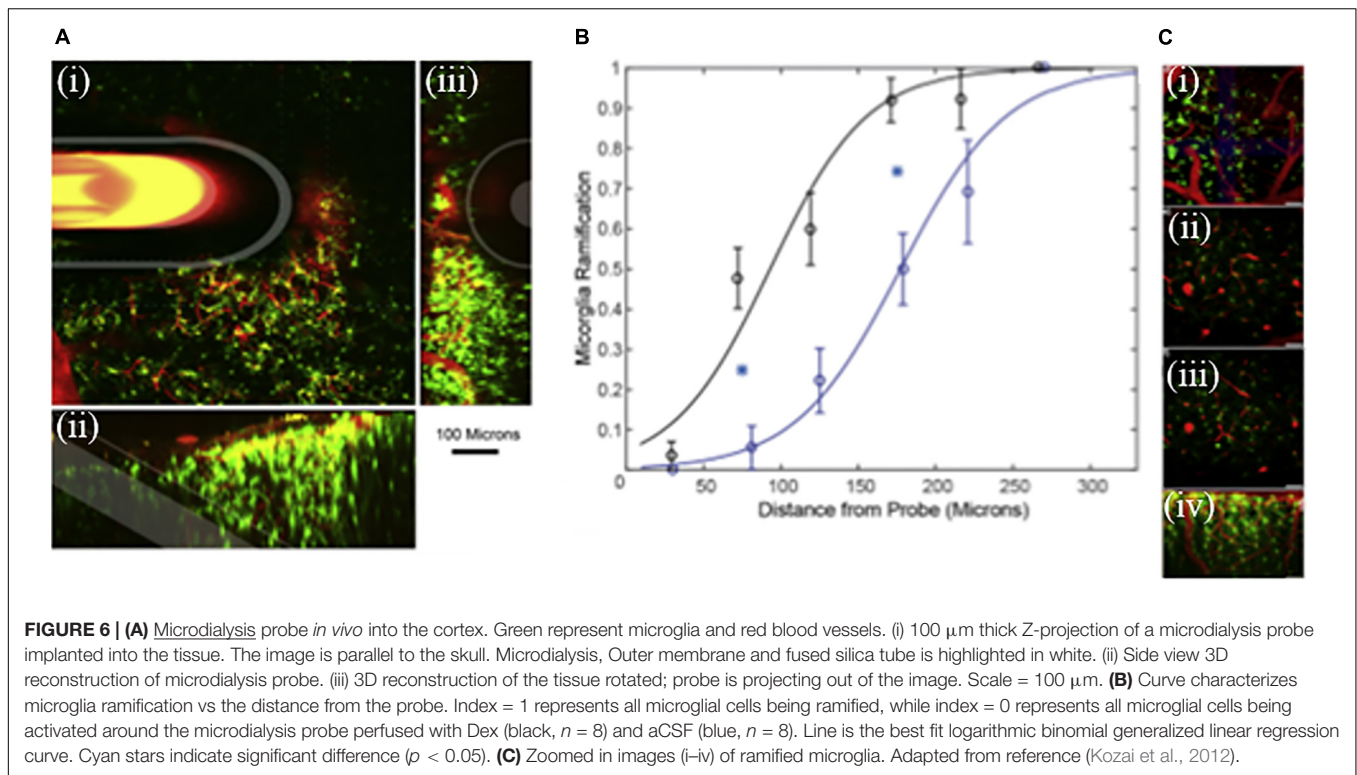 A
B
C
(i)
(iii)
(ii)
100 Microns
Micorglia Ramification
1
0.9
0.8
0.7
0.6
0.5
0.4
0.3
0.2
0.1
0
50
100
150
200
250
300
Distance from Probe (Microns)
(i)
(ii)
(iii)
(iv)
FIGURE 6 | (A) Microdialysis probe in vivo into the cortex. Green represent microglia and red blood vessels. (i) 100 μm thick Z-projection of a microdialysis probe
implanted into the tissue. The image is parallel to the skull. Microdialysis, Outer membrane and fused silica tube is highlighted in white. (ii) Side view 3D
reconstruction of microdialysis probe. (iii) 3D reconstruction of the tissue rotated; probe is projecting out of the image. Scale = 100 μm. (B) Curve characterizes
microglia ramification vs the distance from the probe. Index = 1 represents all microglial cells being ramified, while index = 0 represents all microglial cells being
activated around the microdialysis probe perfused with Dex (black, n = 8) and aCSF (blue, n = 8). Line is the best fit logarithmic binomial generalized linear regression
curve. Cyan stars indicate significant difference (p < 0.05). (C) Zoomed in images (i–iv) of ramified microglia. Adapted from reference (Kozai et al., 2012).